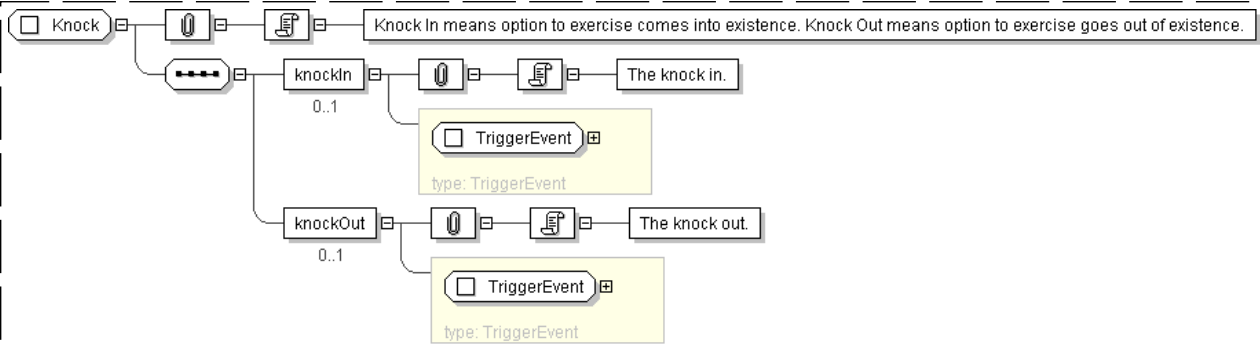 Knock Knock In means option to exercise comes into existence. Knock Out means option to exercise goes out of existence.
knockIn The knock in.
0..1
TriggerEvent
type: TriggerEvent
knockOut The knock out.
0..1
TriggerEvent
type: TriggerEvent